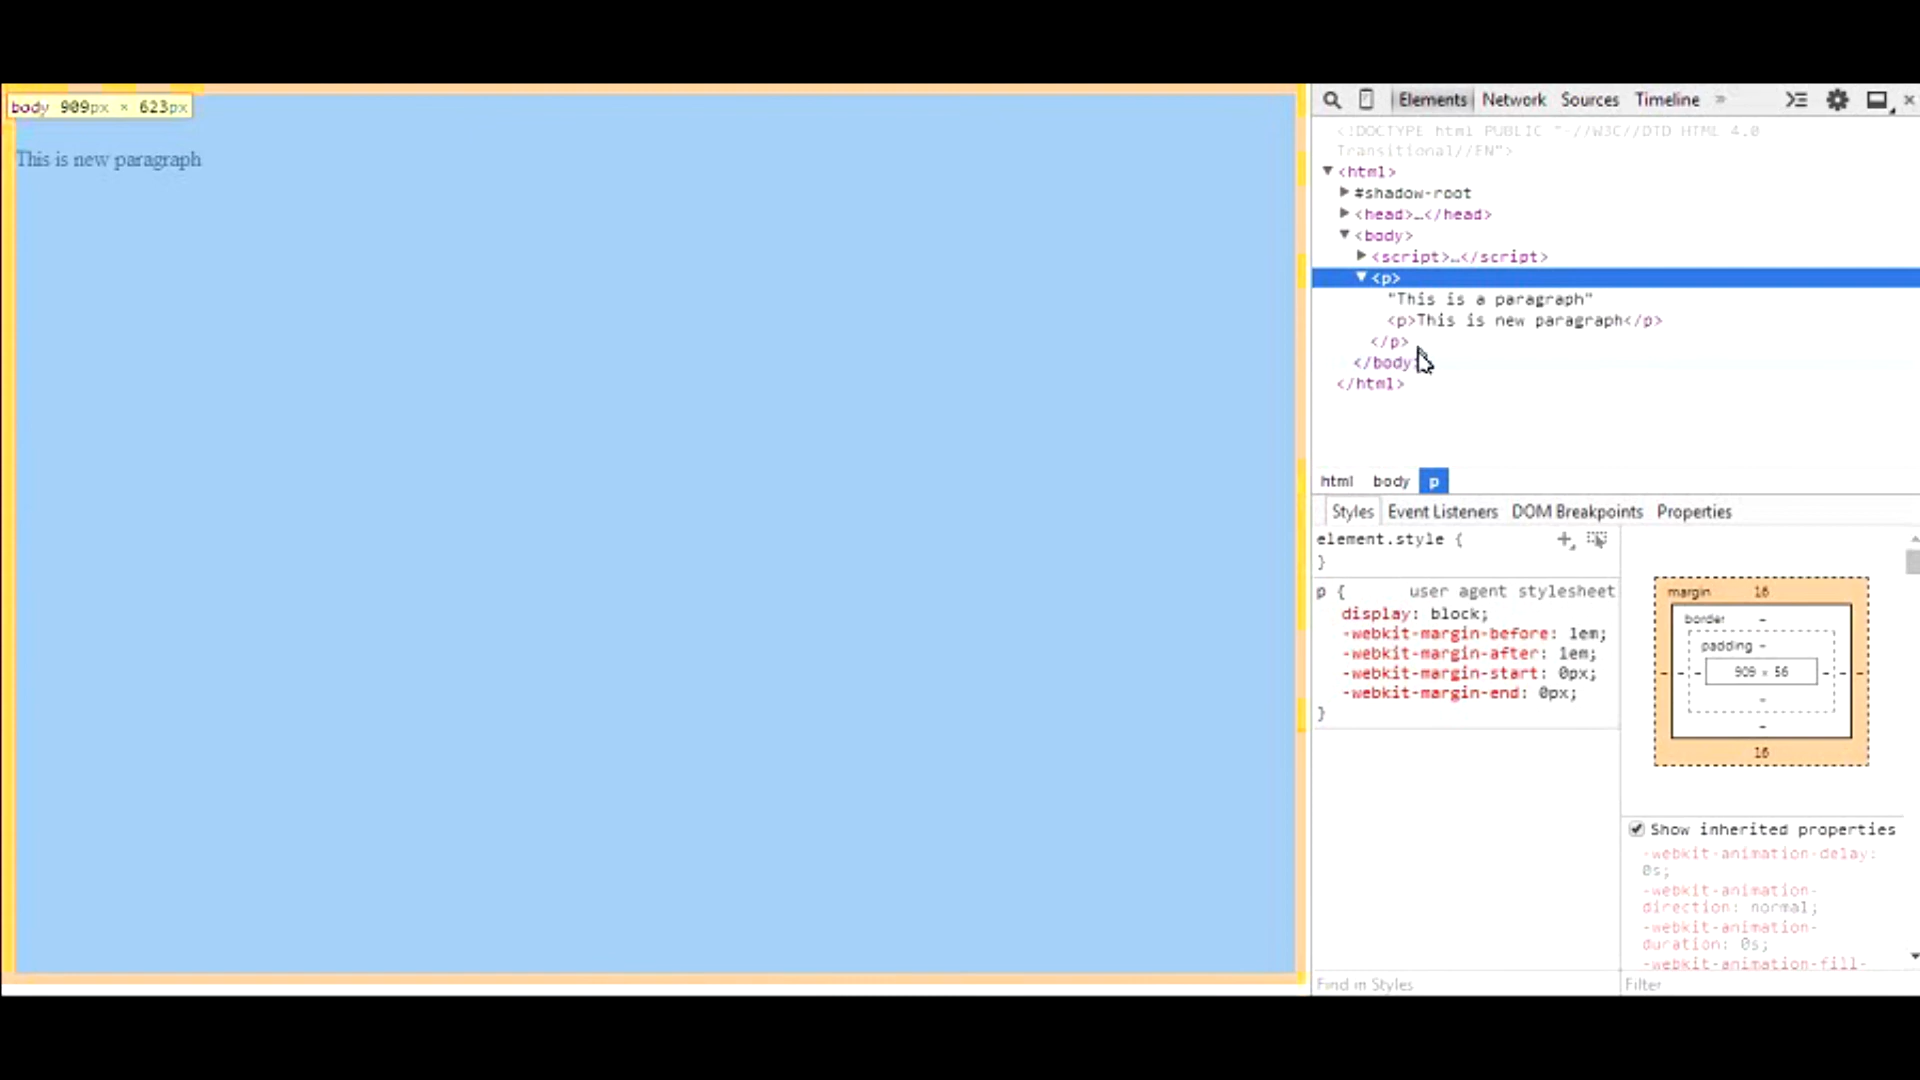 body 909px × 623px
This is new paragraph
Elements Network Sources Timeline »
<!DOCTYPE html PUBLIC "-//W3C//DTD HTML 4.0
Transitional//EN">
<html>
#shadow-root
<head>…</head>
<body>
<script>…</script>
<p>
"This is a paragraph"
<p>This is new paragraph</p>
</p>
</body>
</html>
html body p
Styles Event Listeners DOM Breakpoints Properties
element.style {
}
p { user agent stylesheet
display: block;
-webkit-margin-before: 1em;
-webkit-margin-after: 1em;
-webkit-margin-start: 0px;
-webkit-margin-end: 0px;
}
margin 16
border -
padding -
- - - 909 × 56 - - -
-
-
16
Show inherited properties
-webkit-animation-delay:
0s;
-webkit-animation-
direction: normal;
-webkit-animation-
duration: 0s;
-webkit-animation-fill-
Find in Styles
Filter